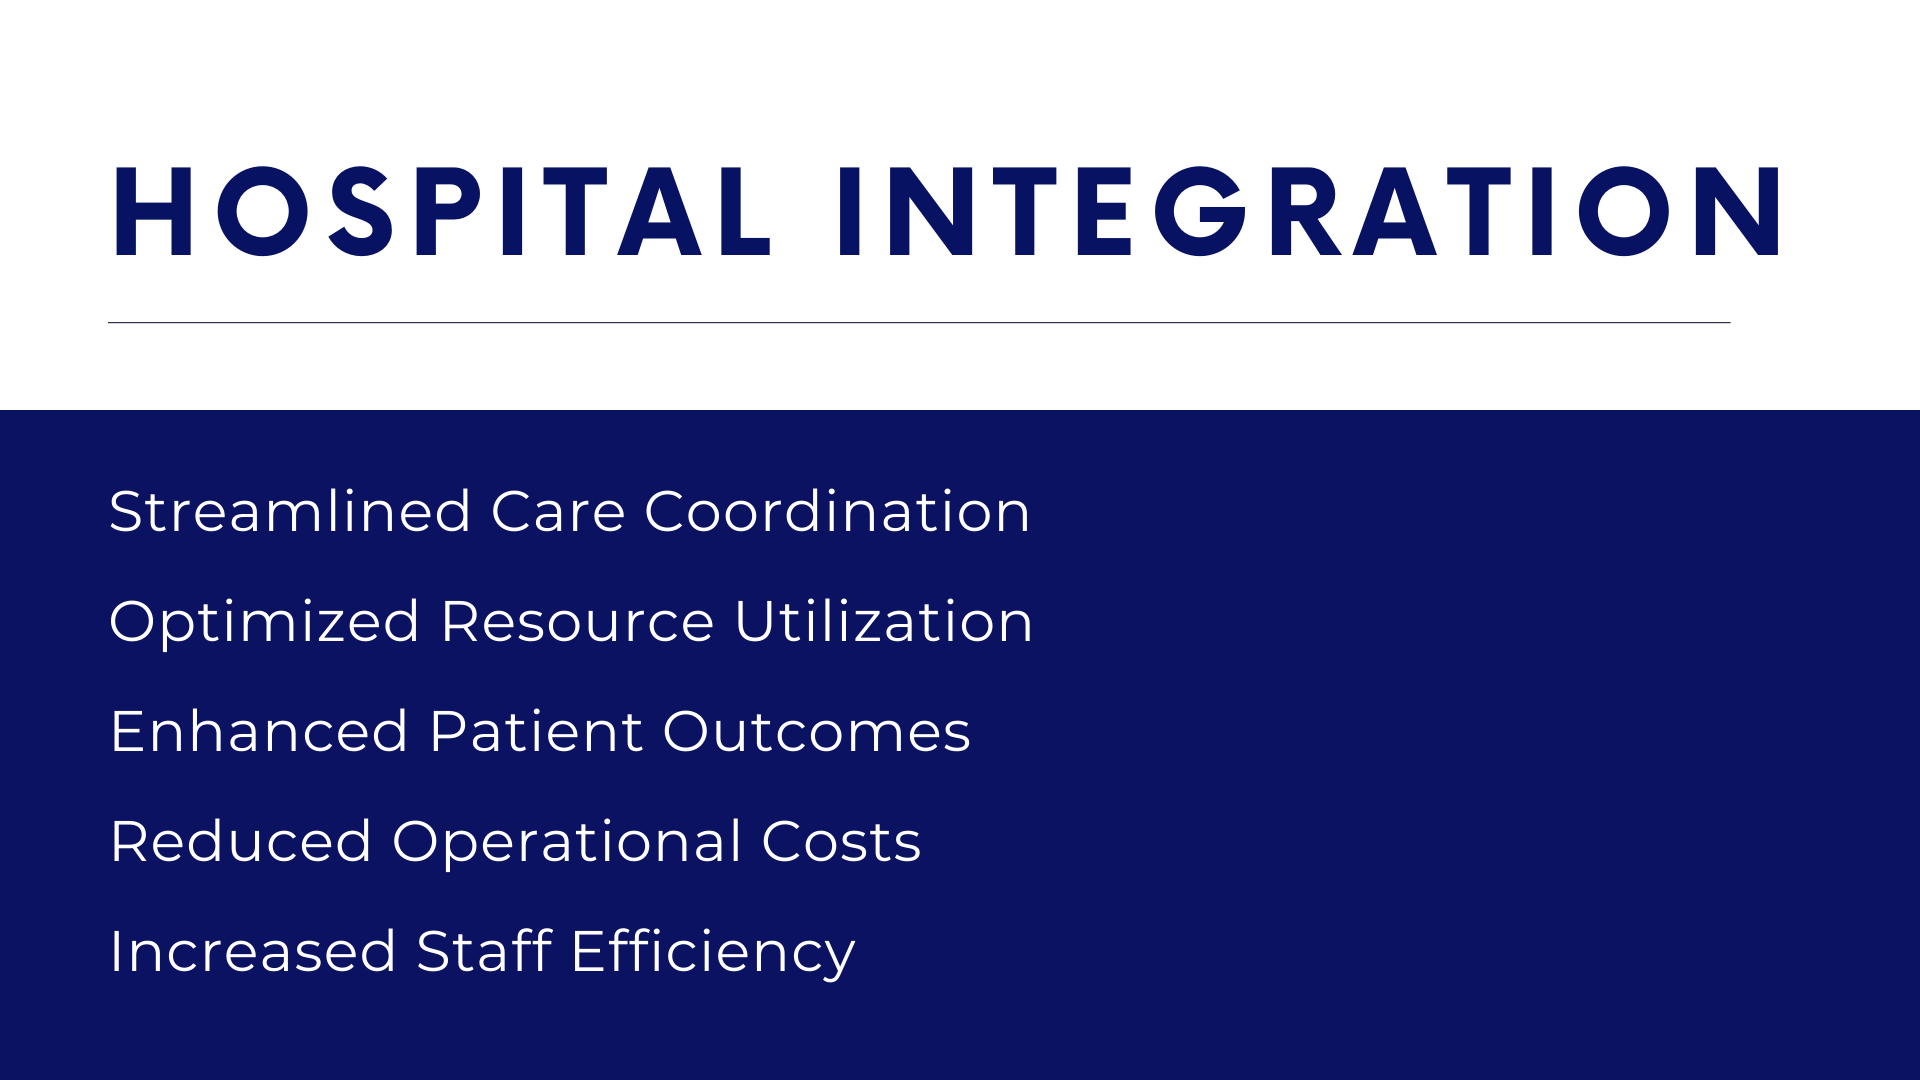 HOSPITAL INTEGRATION
Streamlined Care Coordination
Optimized Resource Utilization
Enhanced Patient Outcomes
Reduced Operational Costs
Increased Staff Efficiency